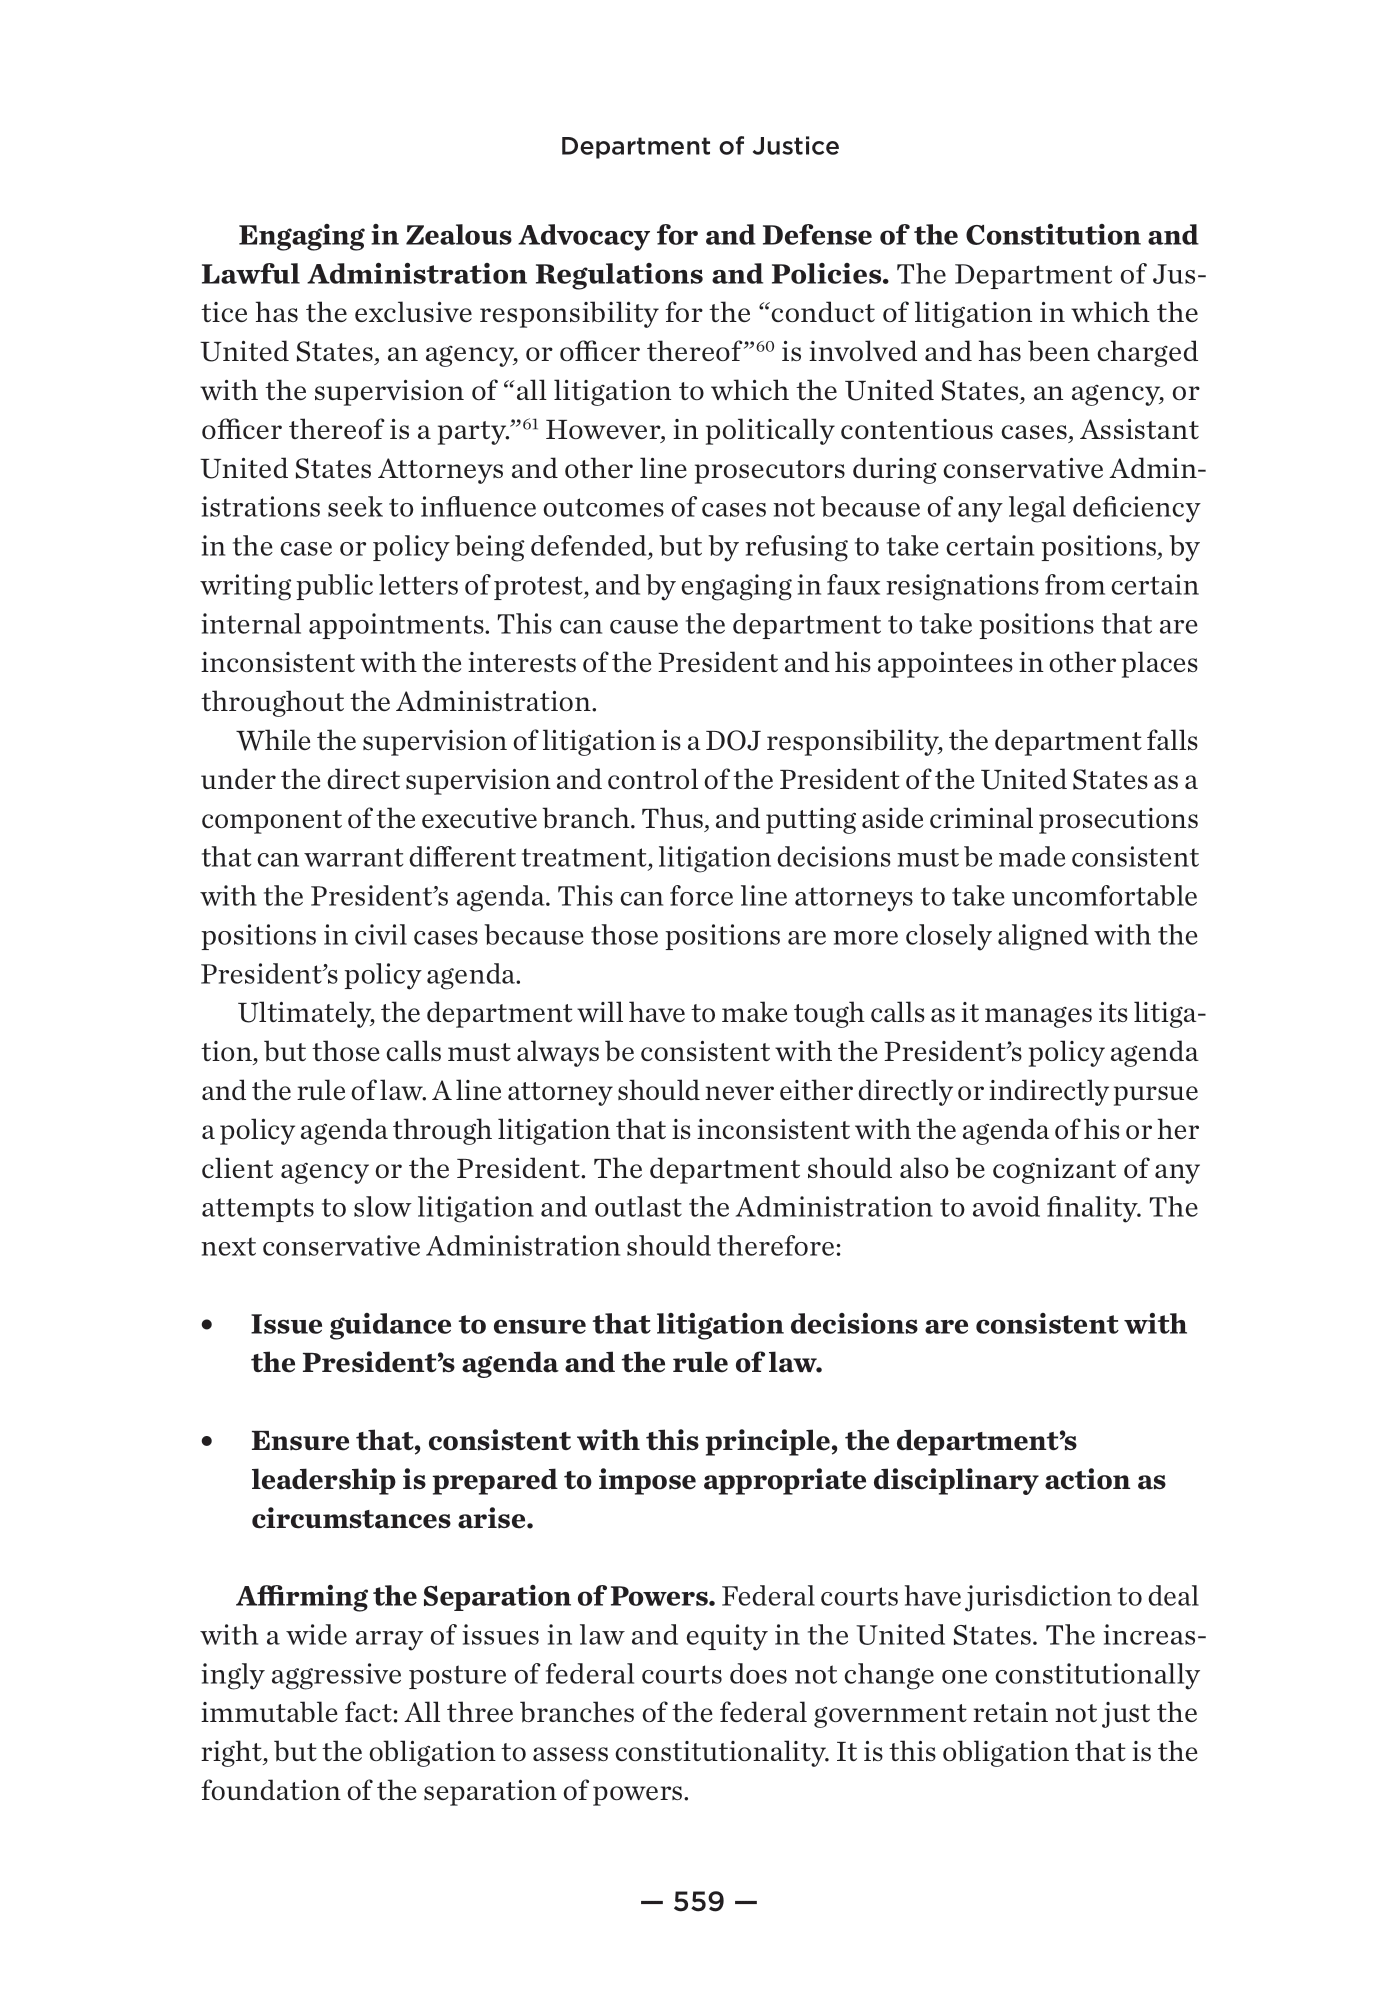 Department of Justice
Engaging in Zealous Advocacy for and Defense of the Constitution and
Lawful Administration Regulations and Policies. The Department of Jus-
tice has the exclusive responsibility for the “conduct of litigation in which the
United States, an agency, or officer thereof”60 is involved and has been charged
with the supervision of “all litigation to which the United States, an agency, or
officer thereof is a party.”61 However, in politically contentious cases, Assistant
United States Attorneys and other line prosecutors during conservative Admin-
istrations seek to influence outcomes of cases not because of any legal deficiency
in the case or policy being defended, but by refusing to take certain positions, by
writing public letters of protest, and by engaging in faux resignations from certain
internal appointments. This can cause the department to take positions that are
inconsistent with the interests of the President and his appointees in other places
throughout the Administration.
While the supervision of litigation is a DOJ responsibility, the department falls
under the direct supervision and control of the President of the United States as a
component of the executive branch. Thus, and putting aside criminal prosecutions
that can warrant different treatment, litigation decisions must be made consistent
with the President’s agenda. This can force line attorneys to take uncomfortable
positions in civil cases because those positions are more closely aligned with the
President’s policy agenda.
Ultimately, the department will have to make tough calls as it manages its litiga-
tion, but those calls must always be consistent with the President’s policy agenda
and the rule of law. A line attorney should never either directly or indirectly pursue
a policy agenda through litigation that is inconsistent with the agenda of his or her
client agency or the President. The department should also be cognizant of any
attempts to slow litigation and outlast the Administration to avoid finality. The
next conservative Administration should therefore:
• Issue guidance to ensure that litigation decisions are consistent with
the President’s agenda and the rule of law.
• Ensure that, consistent with this principle, the department’s
leadership is prepared to impose appropriate disciplinary action as
circumstances arise.
Affirming the Separation of Powers. Federal courts have jurisdiction to deal
with a wide array of issues in law and equity in the United States. The increas-
ingly aggressive posture of federal courts does not change one constitutionally
immutable fact: All three branches of the federal government retain not just the
right, but the obligation to assess constitutionality. It is this obligation that is the
foundation of the separation of powers.
— 559 —